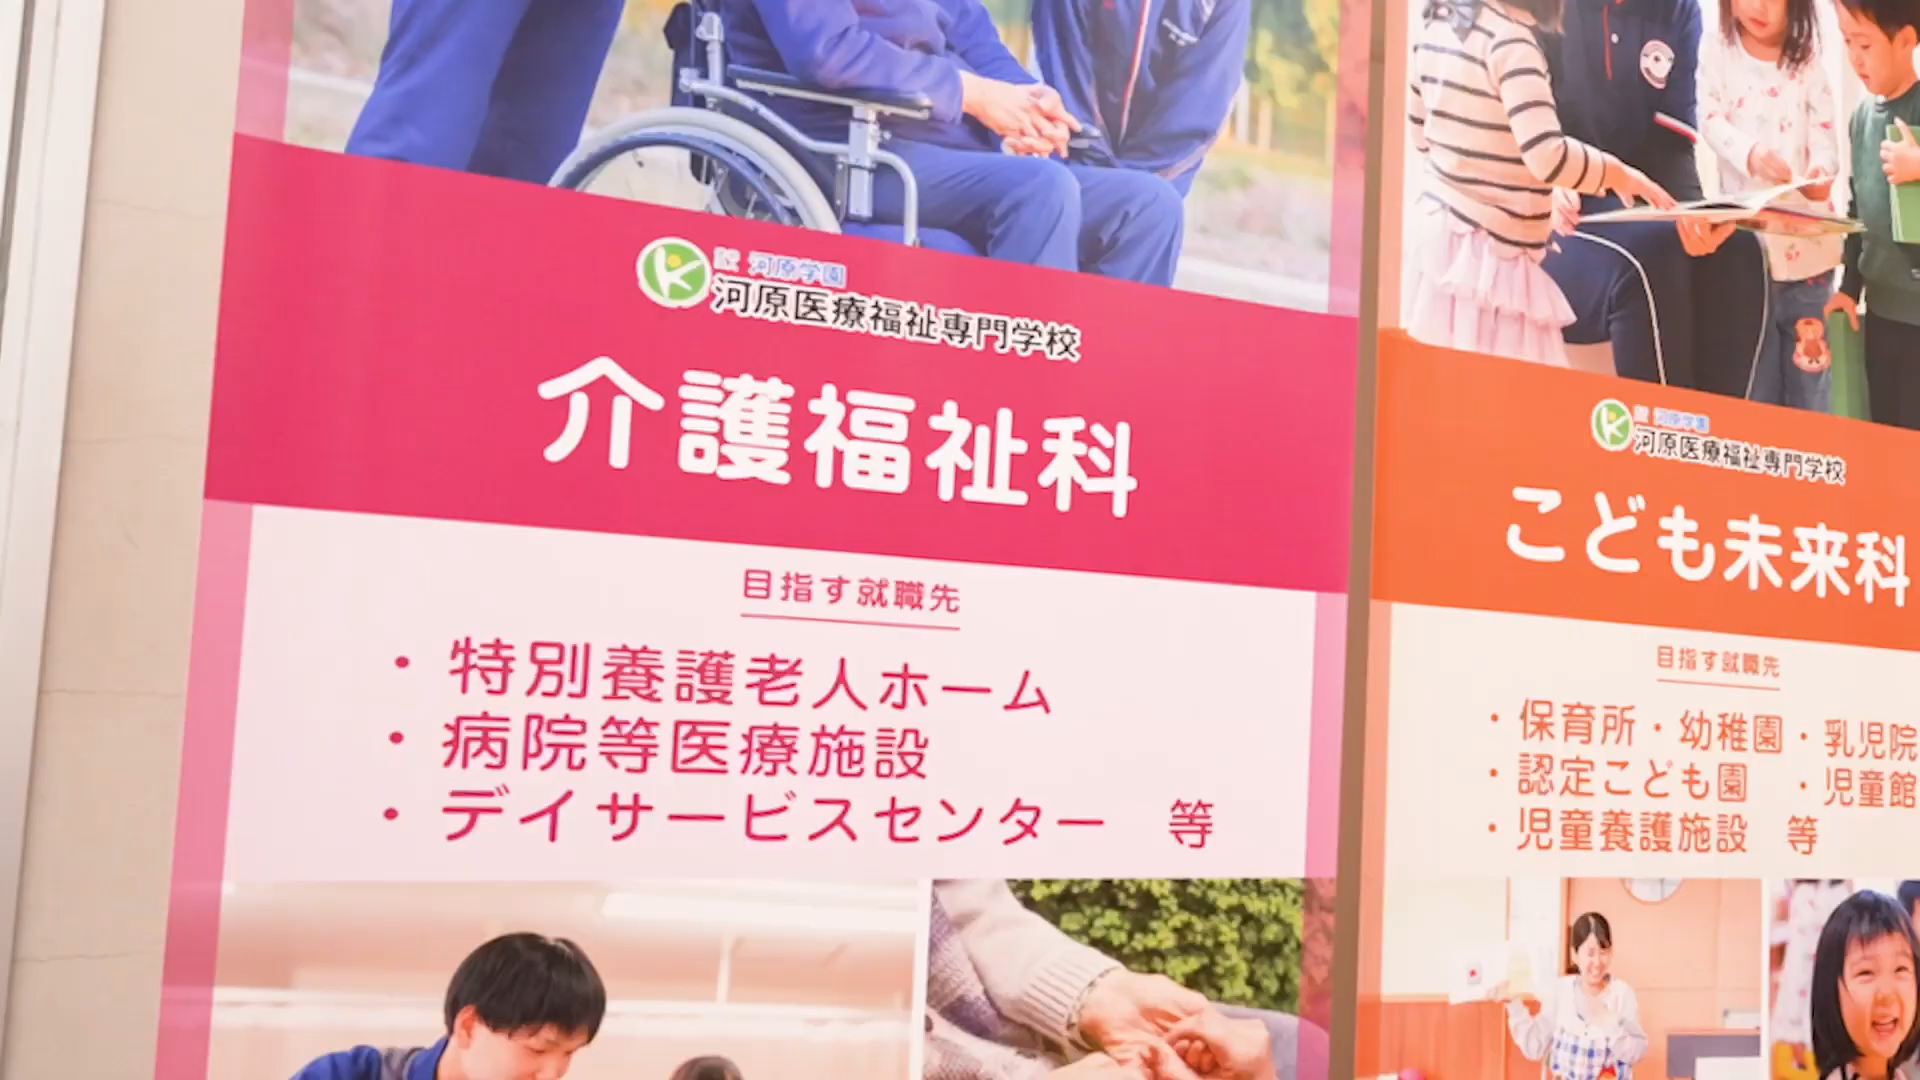 河原学園
河原医療福祉専門学校
介護福祉科
目指す就職先
・特別養護老人ホーム
・病院等医療施設
・デイサービスセンター 等
河原学園
河原医療福祉専門学校
こども未来科
目指す就職先
・保育所・幼稚園・乳児院
・認定こども園 ・児童館
・児童養護施設 等